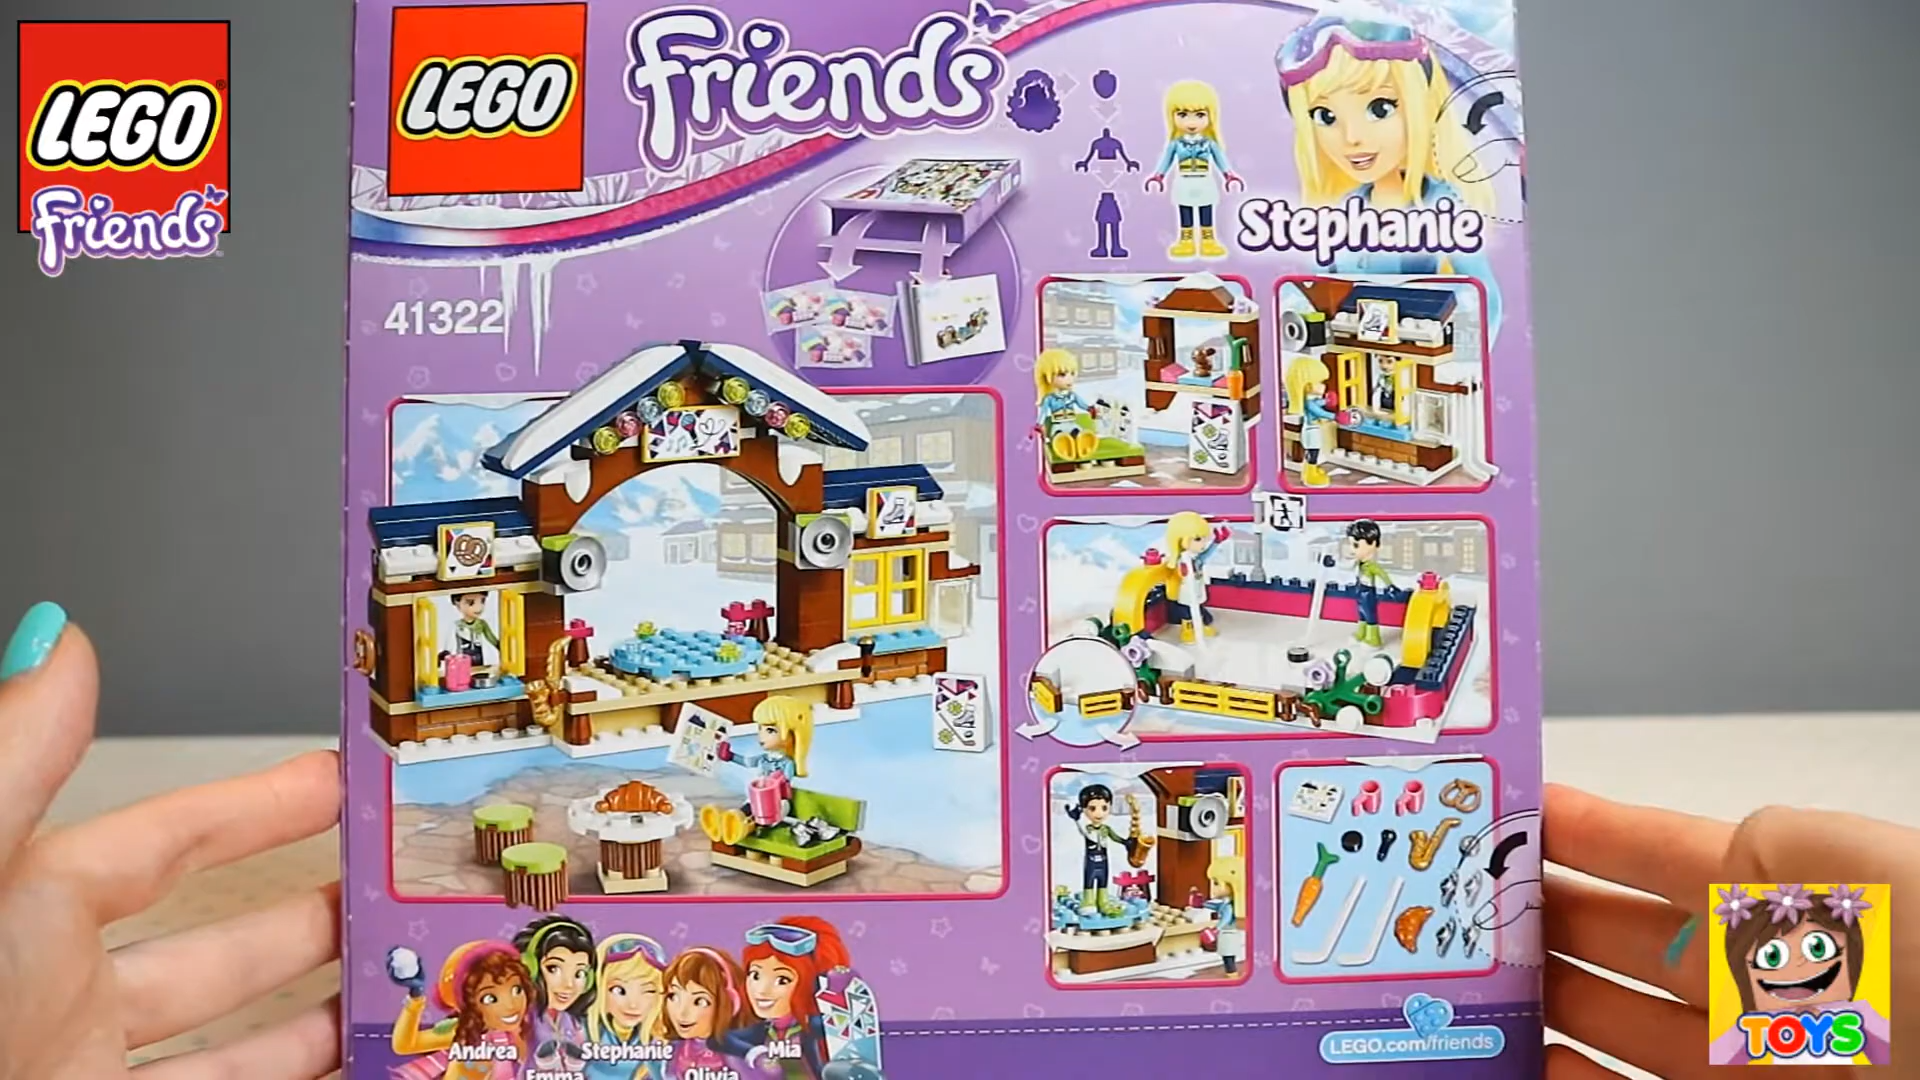 LEGO
Friends
LEGO
Friends
Stephanie
41322
Andrea
Stephanie
Mia
Emma
Olivia
LEGO.com/friends
TOYS